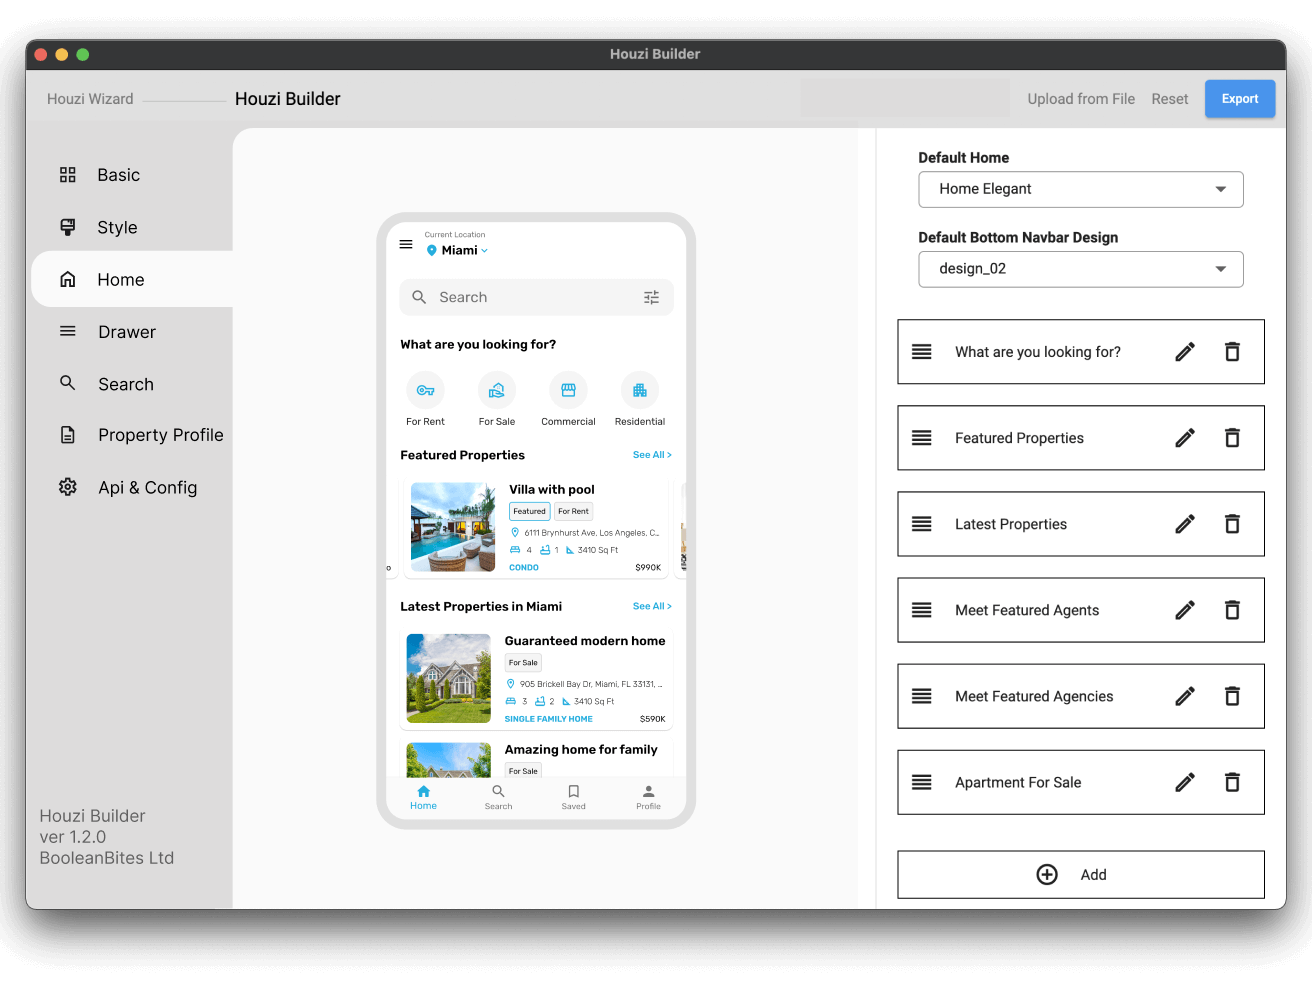 Houzi Builder
Houzi Wizard
Houzi Builder
Upload from File
Reset
Export
Basic
Style
Home
Drawer
Search
Property Profile
Api & Config
Houzi Builder
ver 1.2.0
BooleanBites Ltd
Current Location
Miami
Search
What are you looking for?
For Rent
For Sale
Commercial
Residential
Featured Properties
See All >
Villa with pool
Featured
For Rent
6111 Brynhurst Ave. Los Angeles. C...
4
1
3410 Sq Ft
CONDO
$990K
o
Latest Properties in Miami
See All >
Guaranteed modern home
For Sale
905 Brickell Bay Dr, Miami, FL 33131, ...
3
2
3410 Sq Ft
SINGLE FAMILY HOME
$590K
Amazing home for family
For Sale
Home
Search
Saved
Profile
Default Home
Home Elegant
Default Bottom Navbar Design
design_02
What are you looking for?
Featured Properties
Latest Properties
Meet Featured Agents
Meet Featured Agencies
Apartment For Sale
Add